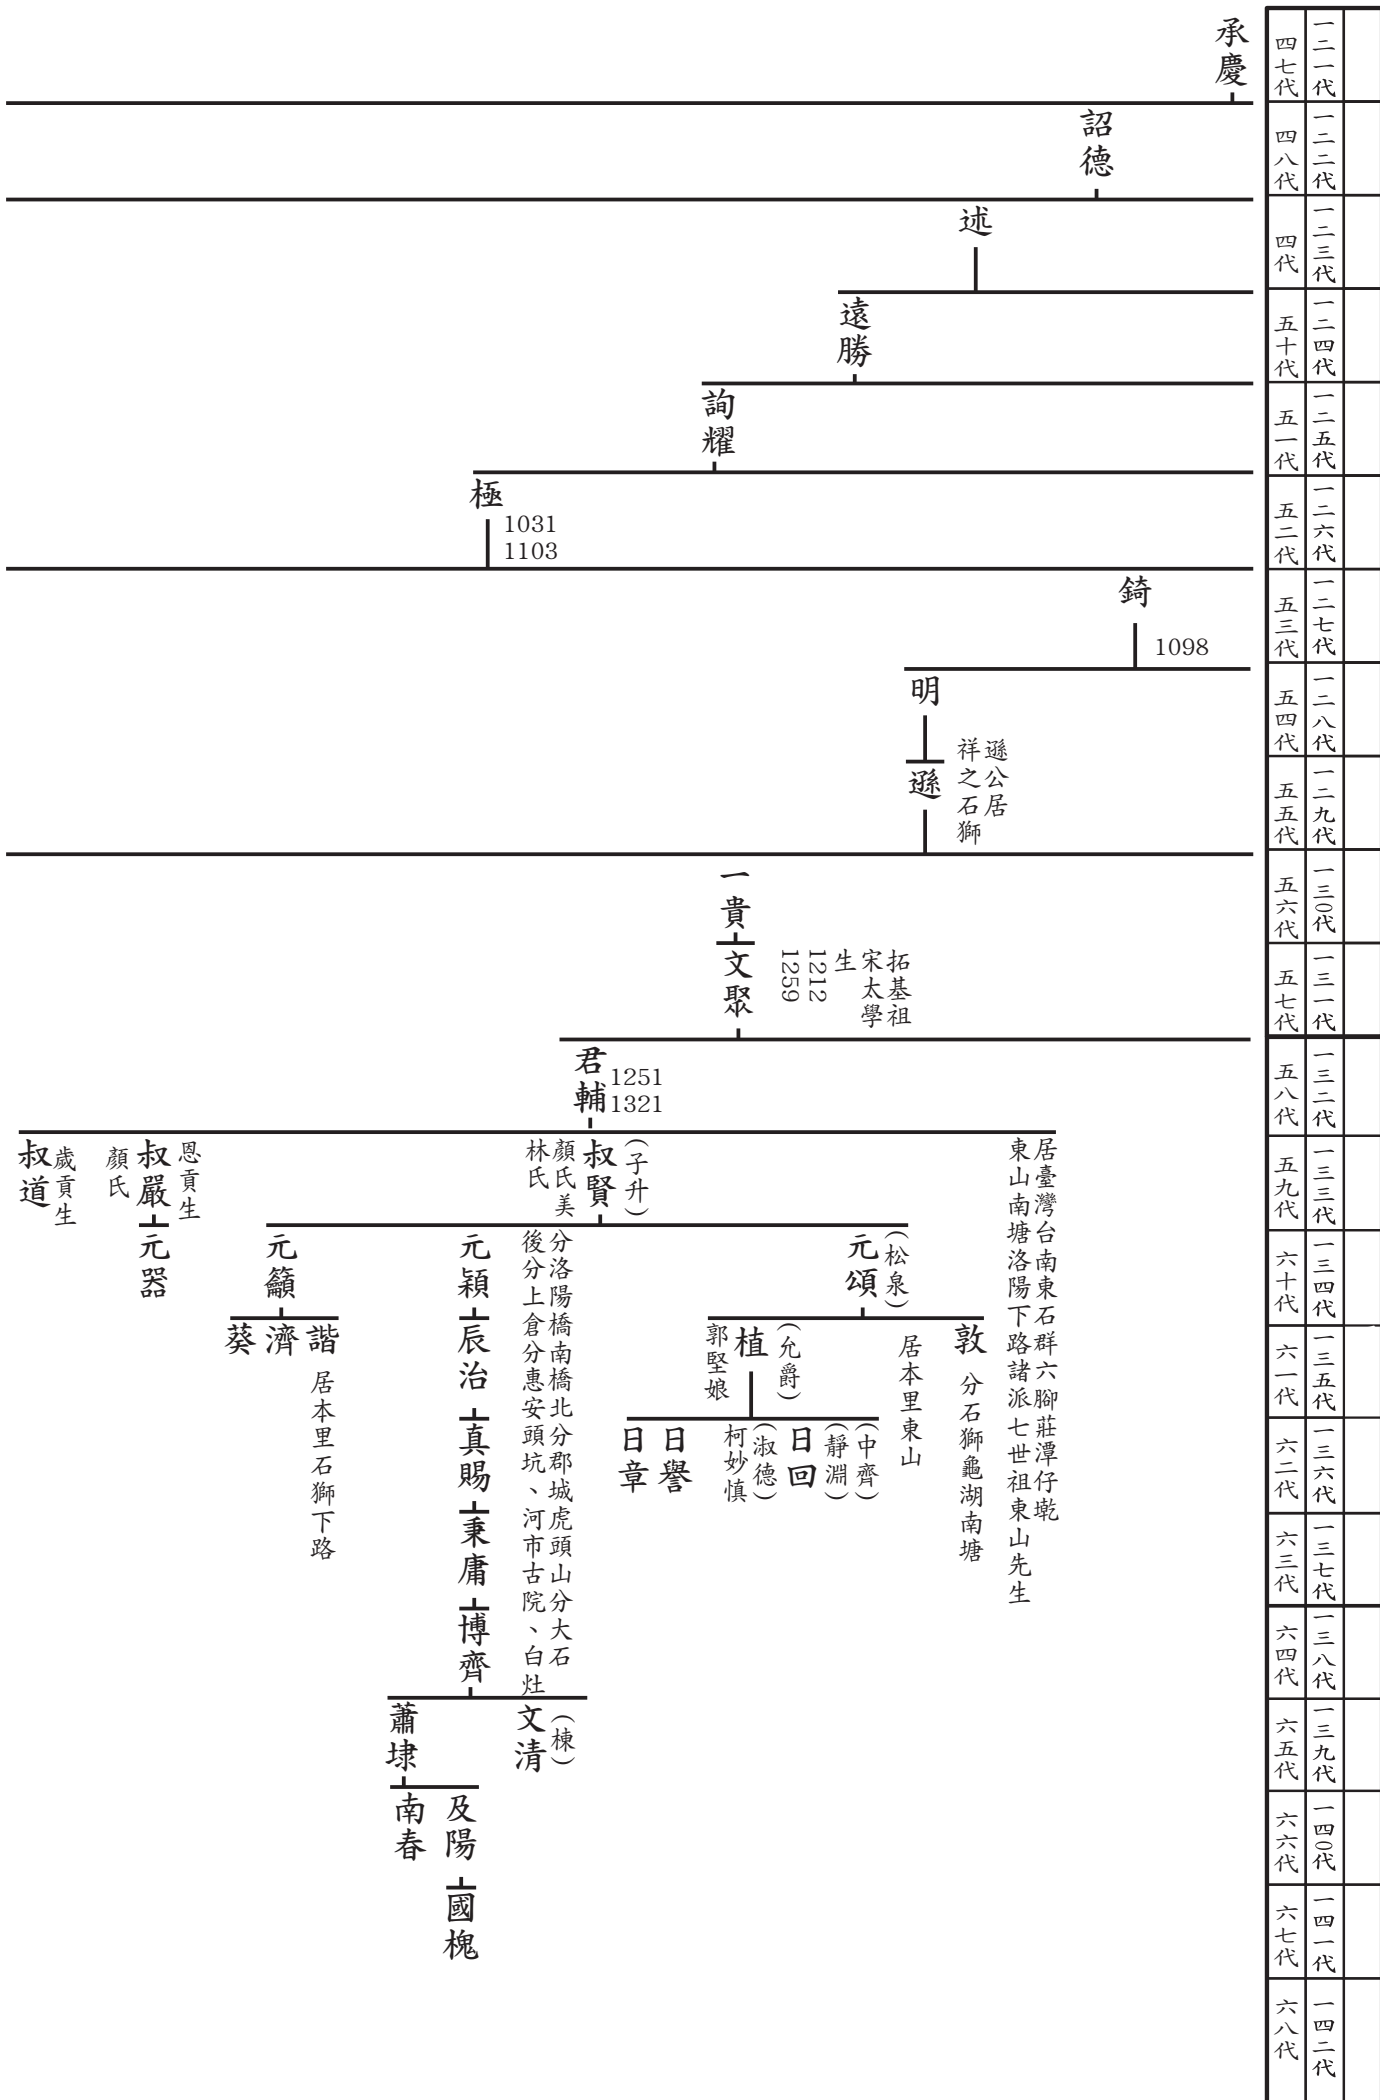 一二一代
一二二代
一二三代
一二四代
一二五代
一二六代
一二七代
一二八代
一二九代
一三〇代
一三一代
一三二代
一三三代
一三四代
一三五代
一三六代
一三七代
一三八代
一三九代
一四〇代
一四一代
一四二代
四七代
四八代
四代
五十代
五一代
五二代
五三代
五四代
五五代
五六代
五七代
五八代
五九代
六十代
六一代
六二代
六三代
六四代
六五代
六六代
六七代
六八代
承慶
詔德
述
遠勝
詢耀
極
1031
1103
錡
1098
明
遜
遜公居
祥之石獅
一貴
文聚
拓基祖
宋太學
生
1212
1259
君輔
1251
1321
居臺灣台南東石群六腳莊潭仔墘
東山南塘洛陽下路諸派七世祖東山先生
(子升)
叔賢
顏氏美
林氏
恩貢生
叔嚴
顏氏
歲貢生
叔道
(松泉)
元頌
分洛陽橋南橋北分郡城虎頭山分大石
後分上倉分惠安頭坑、河市古院、白灶
元穎
元籟
元器
敦
分石獅龜湖南塘
居本里東山
(允爵)
植
郭堅娘
辰治
諧
居本里石獅下路
濟
葵
(中齊)
(靜淵)
日回
(淑德)
柯妙慎
日譽
日章
真賜
秉庸
博齊
(棟)
文清
蕭埭
及陽
南春
國槐